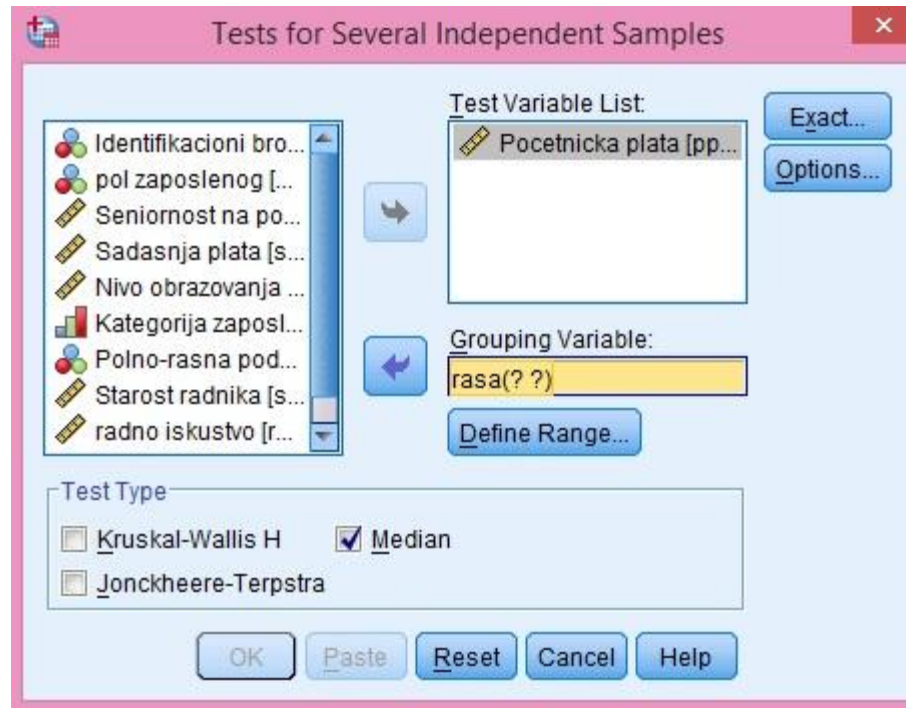 Tests for Several Independent Samples
Identifikacioni bro...
pol zaposlenog [...
Seniornost na po...
Sadasnja plata [s...
Nivo obrazovanja ...
Kategorija zaposl...
Polno-rasna pod...
Starost radnika [s...
radno iskustvo [r...
Test Variable List:
Pocetnicka plata [pp...
Grouping Variable:
rasa(? ?)
Define Range...
Exact...
Options...
Test Type
Kruskal-Wallis H Median
Jonckheere-Terpstra
OK Paste Reset Cancel Help